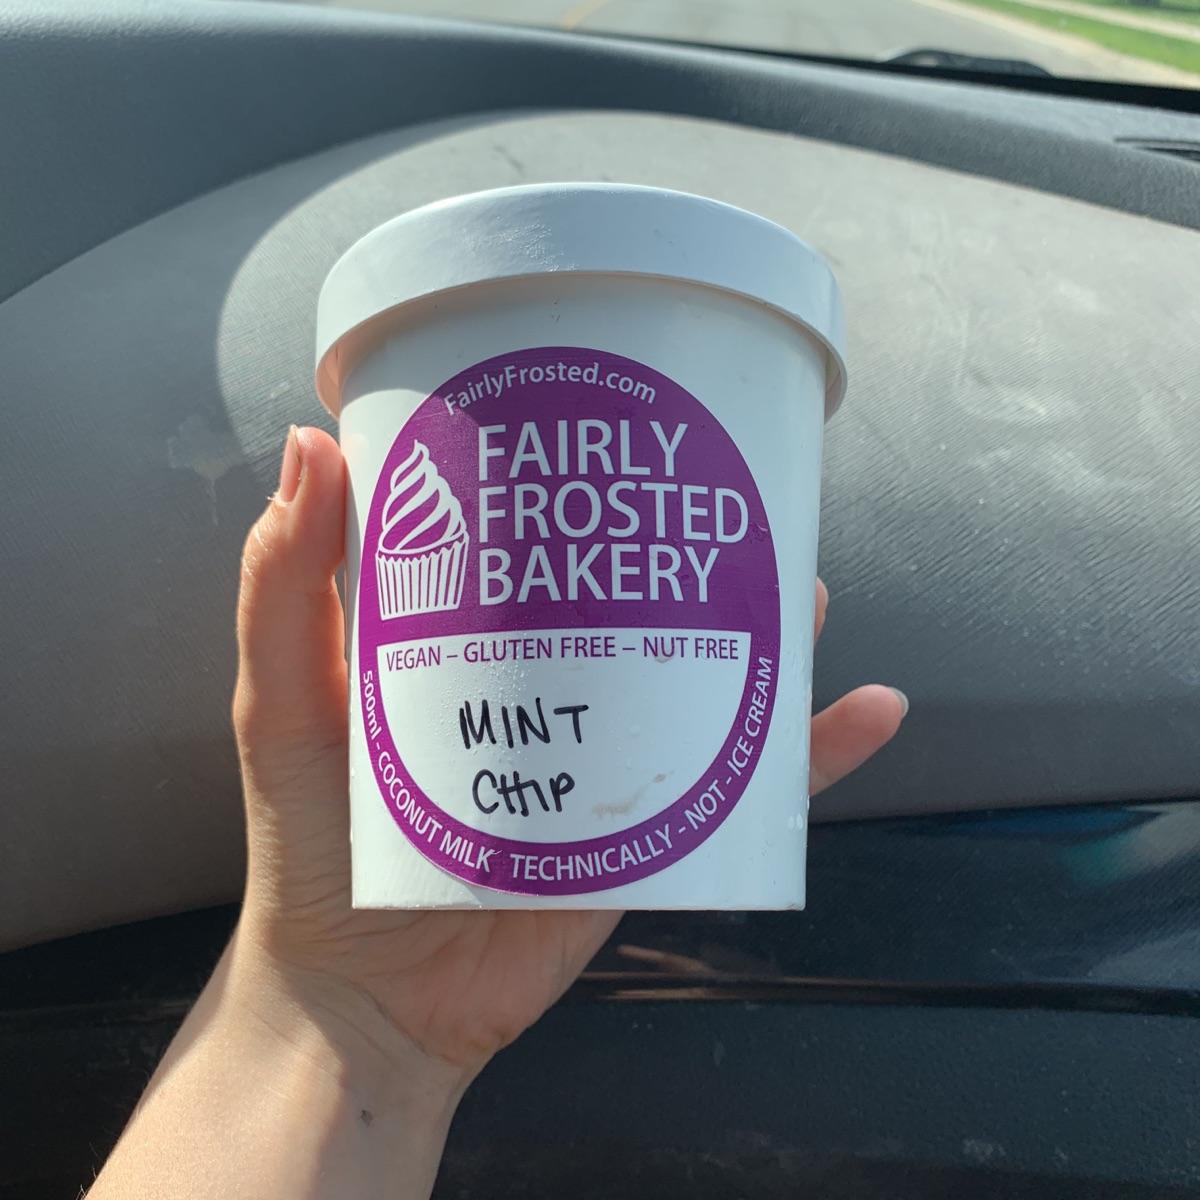 FairlyFrosted.com
FAIRLY
FROSTED
BAKERY
VEGAN – GLUTEN FREE – NUT FREE
MINT
CHIP
500ml - COCONUT MILK TECHNICALLY - NOT - ICE CREAM